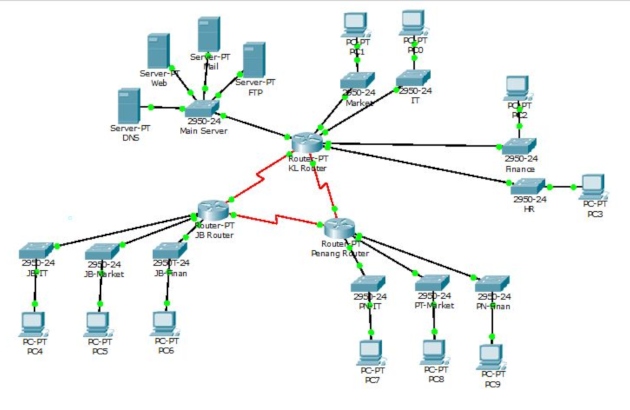 Server-PT
Mail
Server-PT
Web
Server-PT
FTP
Server-PT
DNS
2950-24
Main Server
PC-PT
PC1
PC-PT
PC0
2950-24
Market
2950-24
IT
PC-PT
PC2
2950-24
Finance
2950-24
HR
PC-PT
PC3
Router-PT
KL Router
Router-PT
JB Router
Router-PT
Penang Router
2950-24
JB-IT
2950-24
JB-Market
2950T-24
JB-Finan
PC-PT
PC4
PC-PT
PC5
PC-PT
PC6
2950-24
PN-IT
2950-24
PT-Market
2950-24
PN-Finan
PC-PT
PC7
PC-PT
PC8
PC-PT
PC9